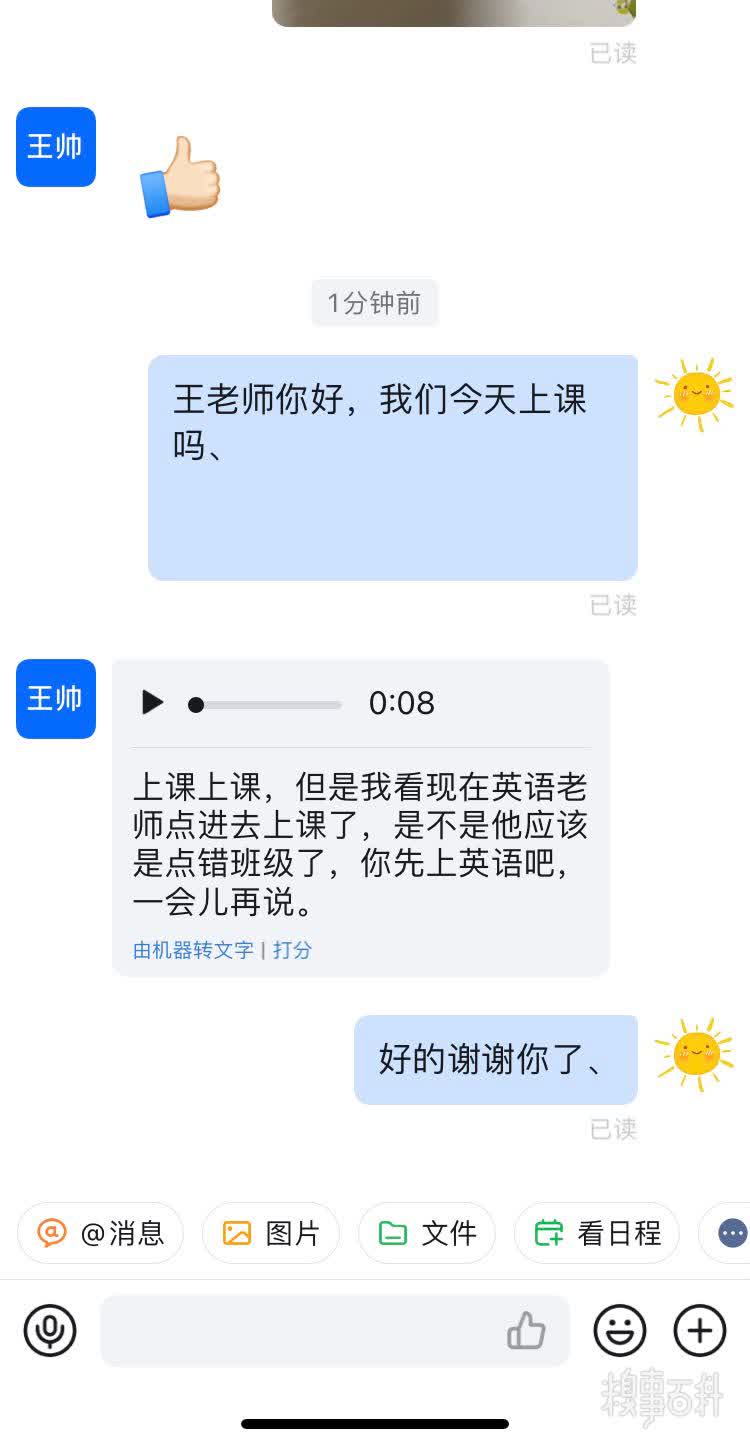 已读
王帅
1分钟前
王老师你好，我们今天上课
吗、
已读
王帅
0:08
上课上课，但是我看现在英语老
师点进去上课了，是不是他应该
是点错班级了，你先上英语吧，
一会儿再说。
由机器转文字 | 打分
好的谢谢你了、
已读
@消息
图片
文件
看日程
糗事百科